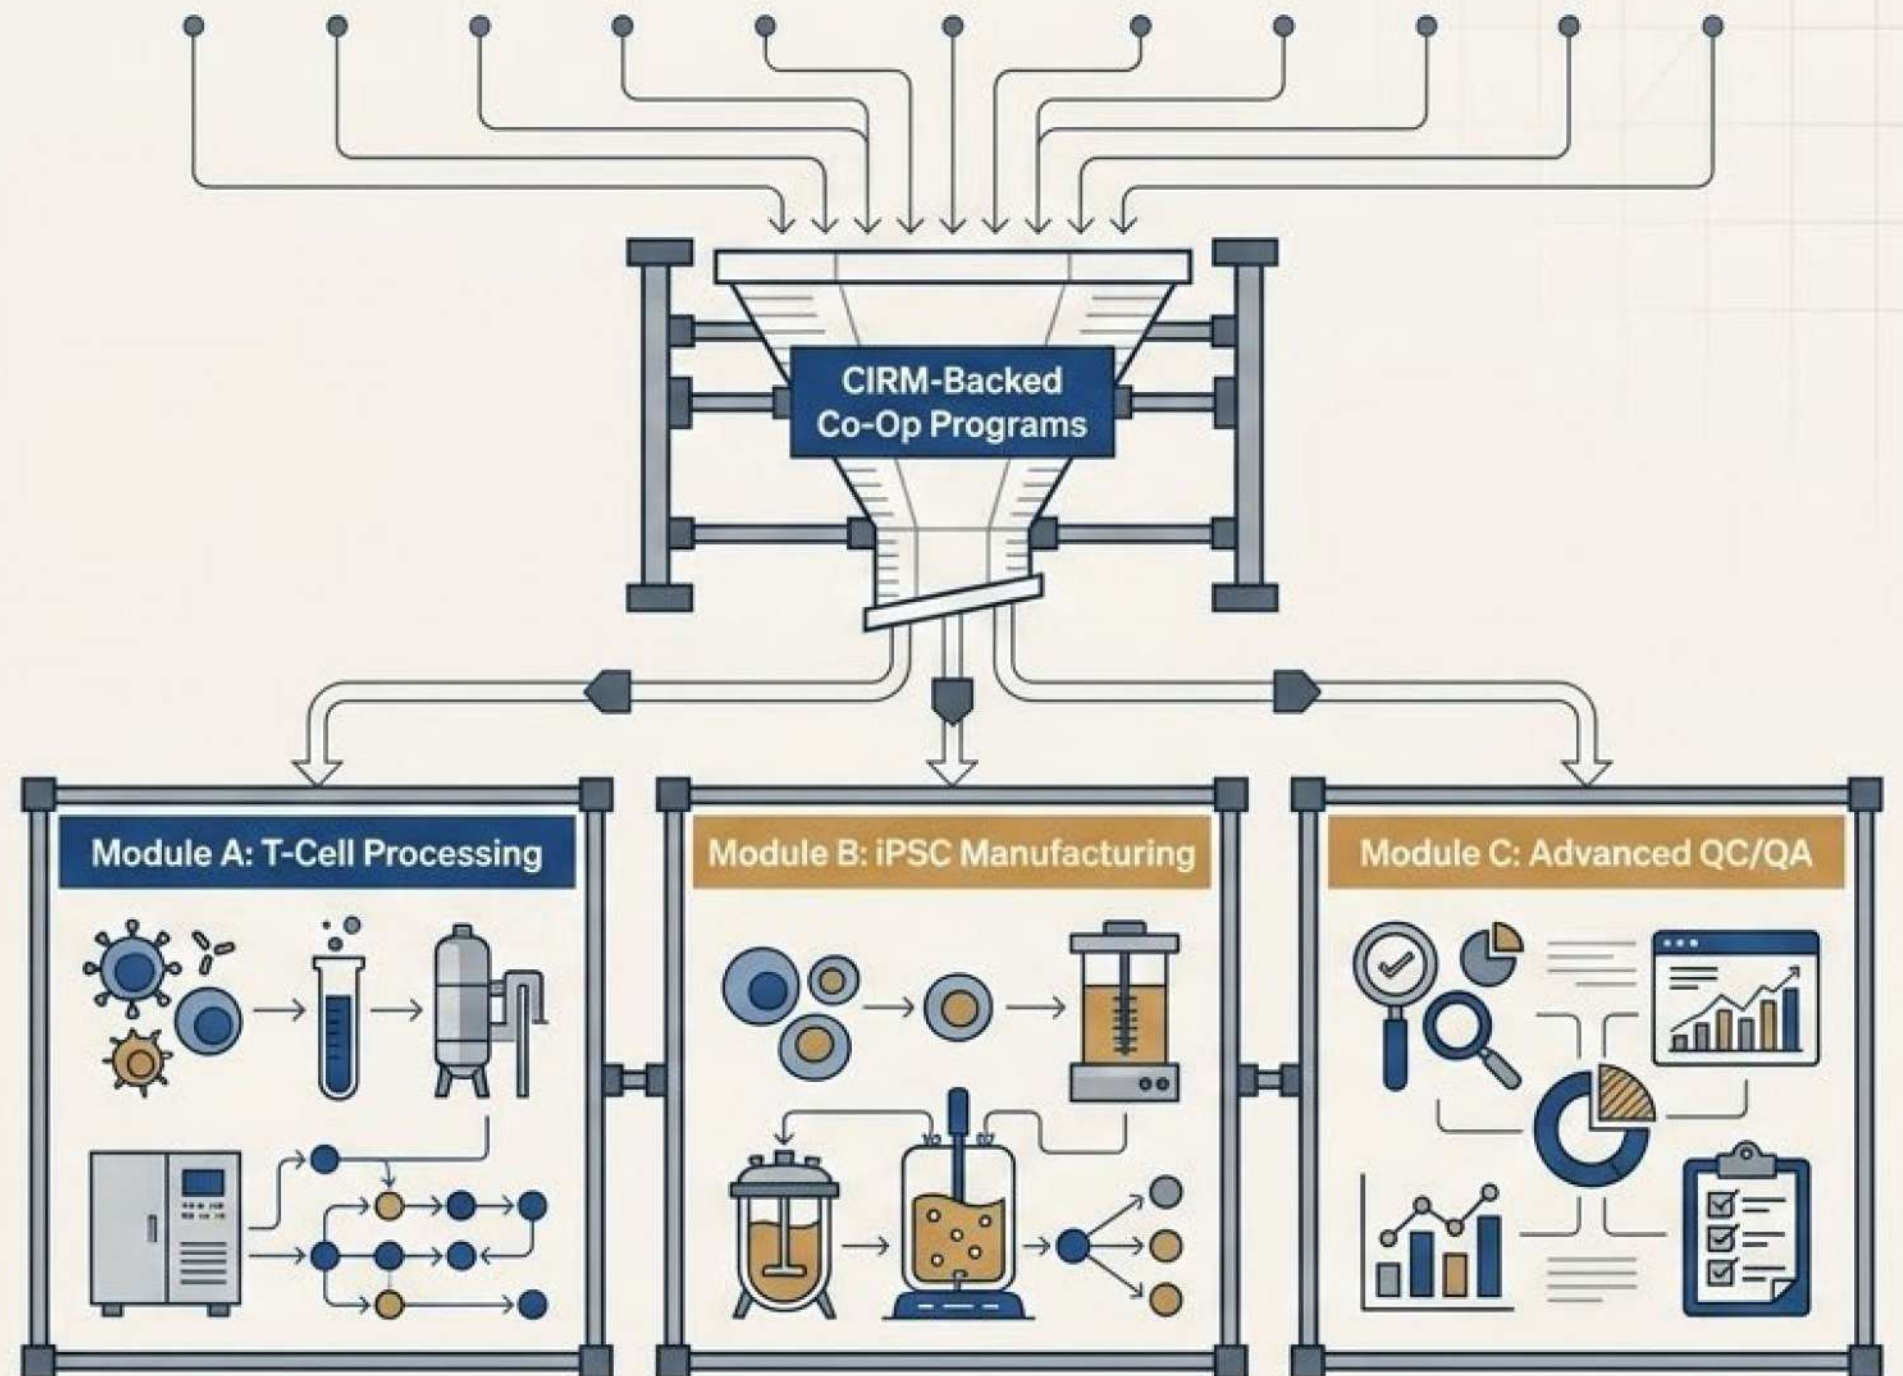 CIRM-Backed
Co-Op Programs
Module A: T-Cell Processing
Module B: iPSC Manufacturing
Module C: Advanced QC/QA